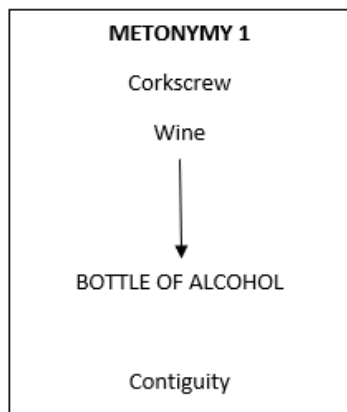 METONYMY 1
Corkscrew
Wine
BOTTLE OF ALCOHOL
Contiguity